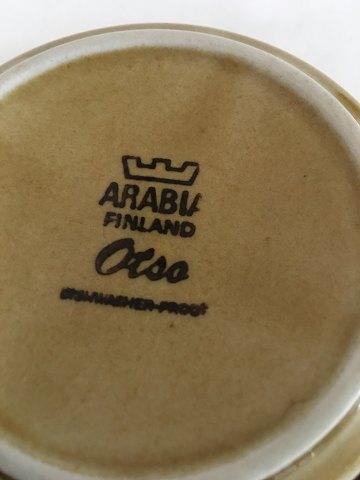 ARABIA
FINLAND
Otso
DISHWASHER-PROOF